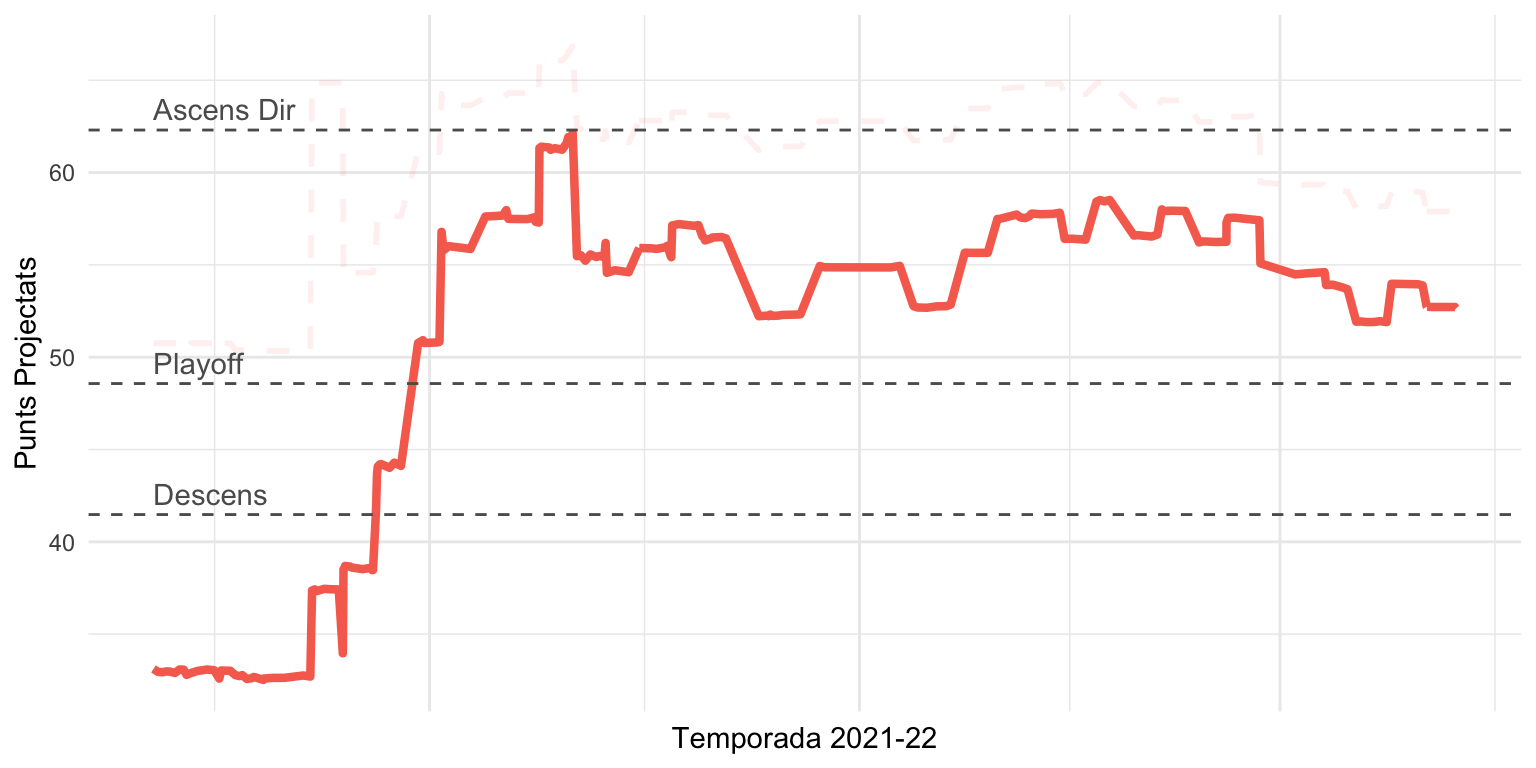 Punts Projectats
60
50
40
Ascens Dir
Playoff
Descens
Temporada 2021-22